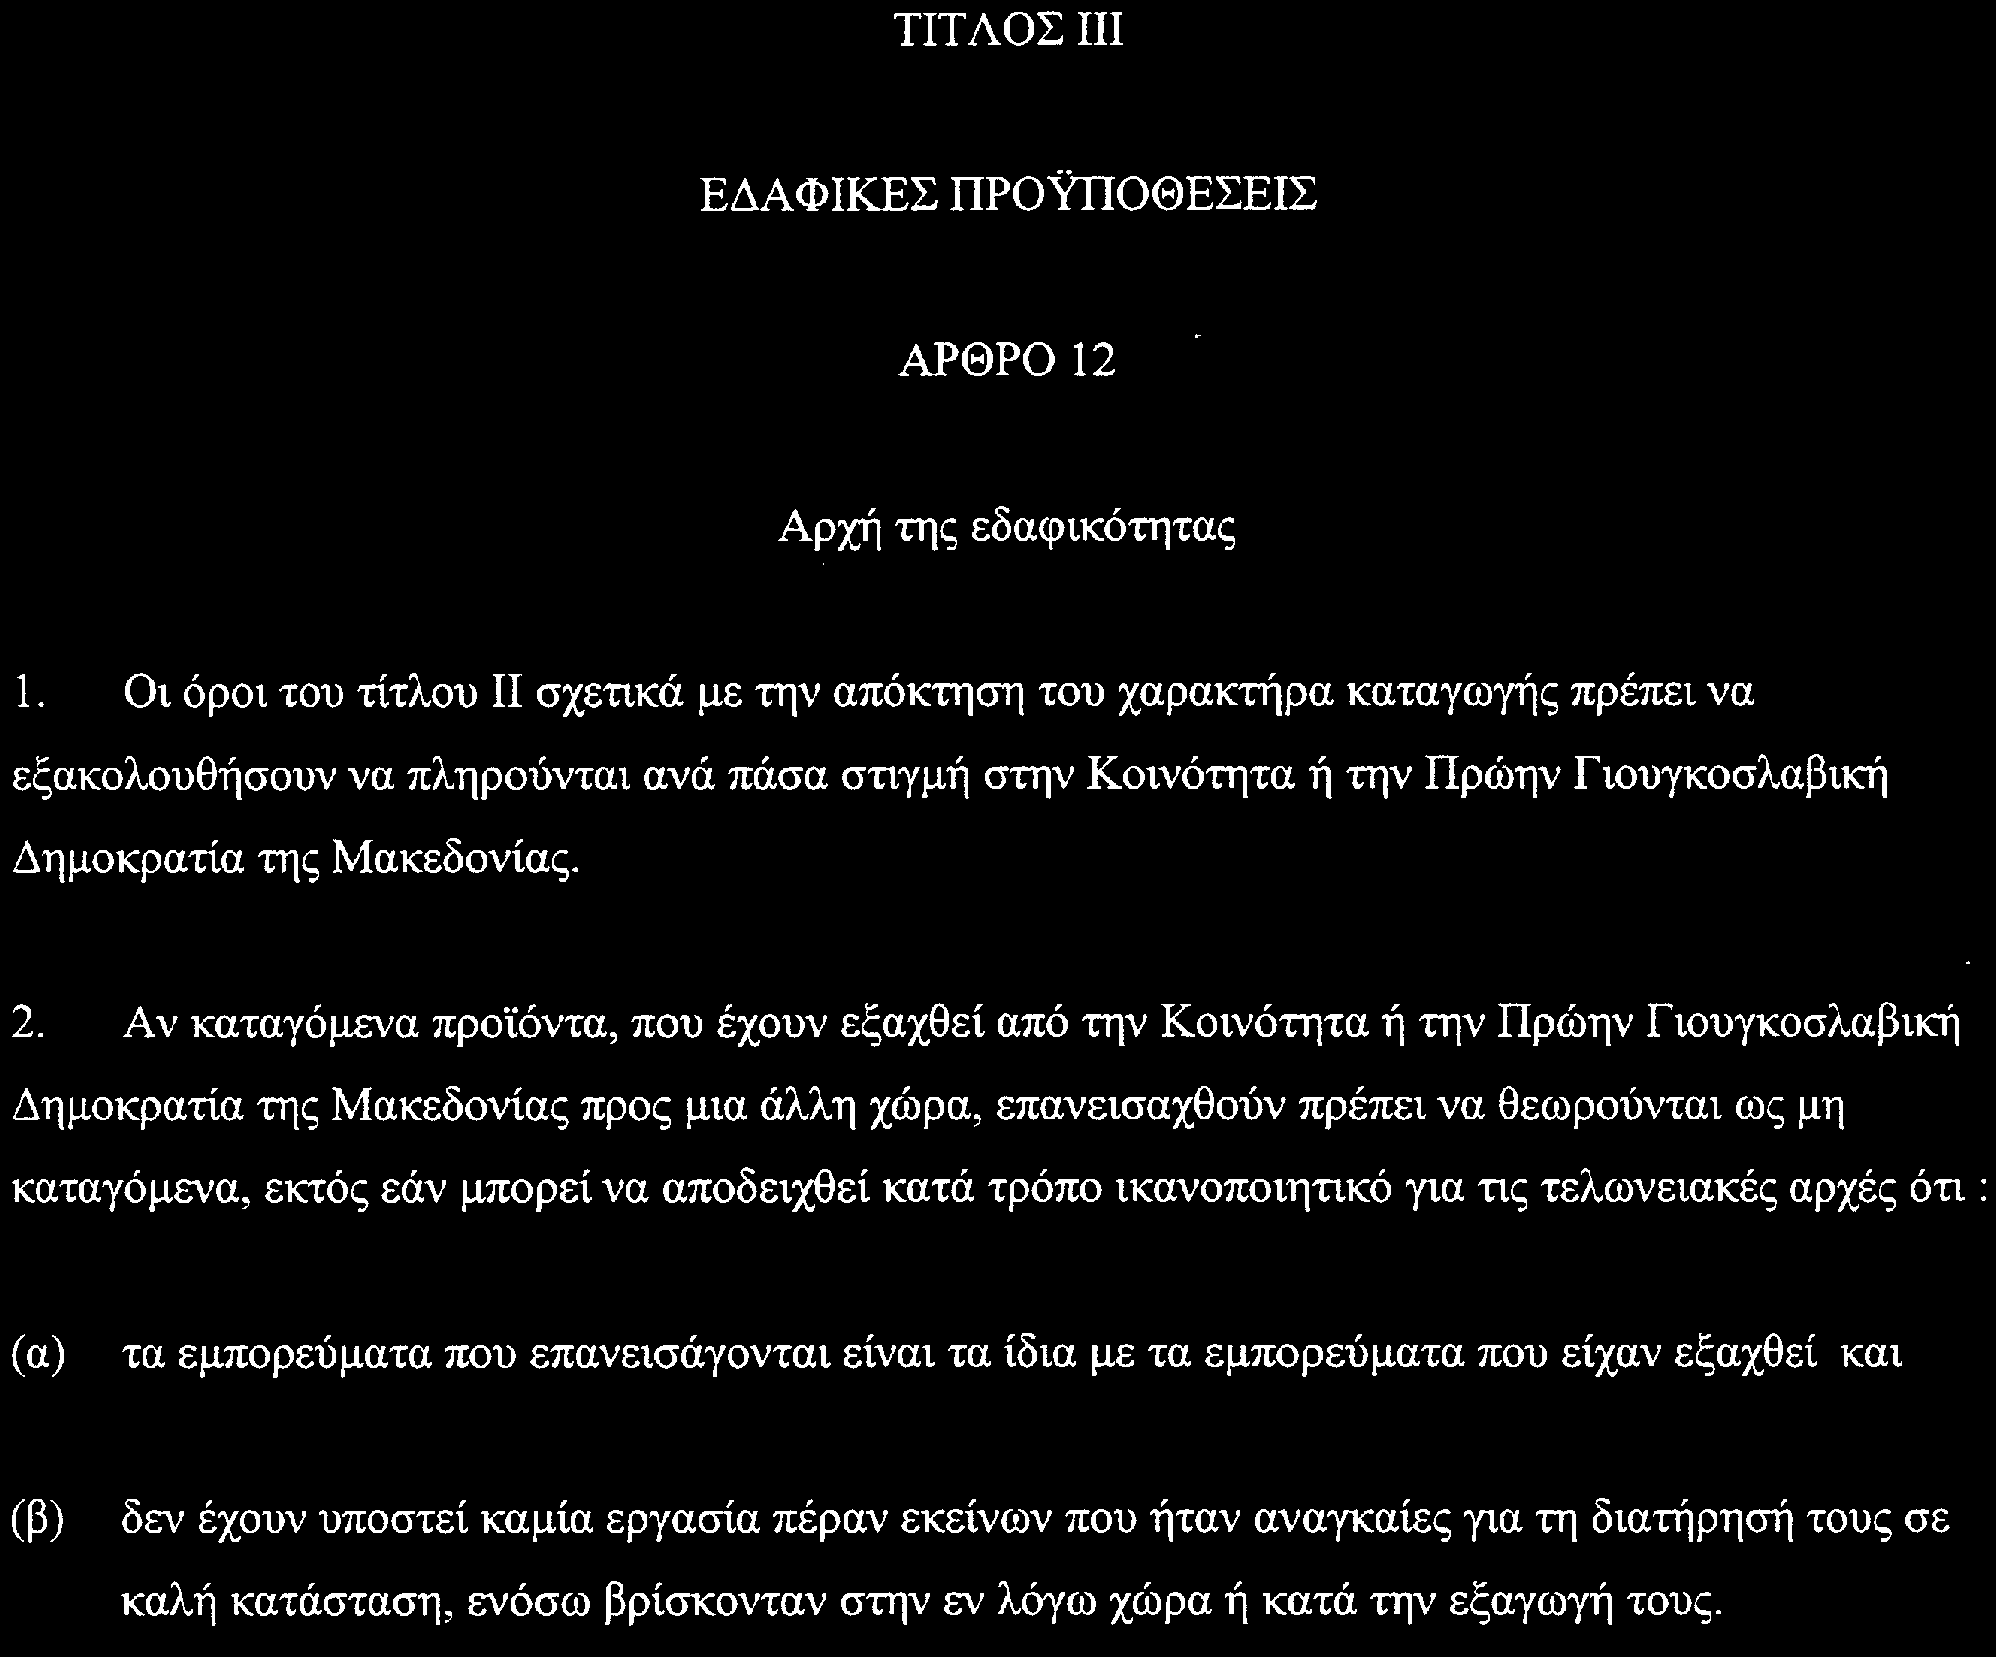 ΤΙΤΛΟΣ ΙΙΙ
ΕΔΑΦΙΚΕΣ ΠΡΟΫΠΟΘΕΣΕΙΣ
ΑΡΘΡΟ 12
Αρχή της εδαφικότητας
1. Οι όροι του τίτλου ΙΙ σχετικά με την απόκτηση του χαρακτήρα καταγωγής πρέπει να
εξακολουθήσουν να πληρούνται ανά πάσα στιγμή στην Κοινότητα ή την Πρώην Γιουγκοσλαβική
Δημοκρατία της Μακεδονίας.
2. Αν καταγόμενα προϊόντα, που έχουν εξαχθεί από την Κοινότητα ή την Πρώην Γιουγκοσλαβική
Δημοκρατία της Μακεδονίας προς μια άλλη χώρα, επανεισαχθούν πρέπει να θεωρούνται ως μη
καταγόμενα, εκτός εάν μπορεί να αποδειχθεί κατά τρόπο ικανοποιητικό για τις τελωνειακές αρχές ότι :
(α) τα εμπορεύματα που επανεισάγονται είναι τα ίδια με τα εμπορεύματα που είχαν εξαχθεί και
(β) δεν έχουν υποστεί καμία εργασία πέραν εκείνων που ήταν αναγκαίες για τη διατήρησή τους σε
καλή κατάσταση, ενόσω βρίσκονταν στην εν λόγω χώρα ή κατά την εξαγωγή τους.